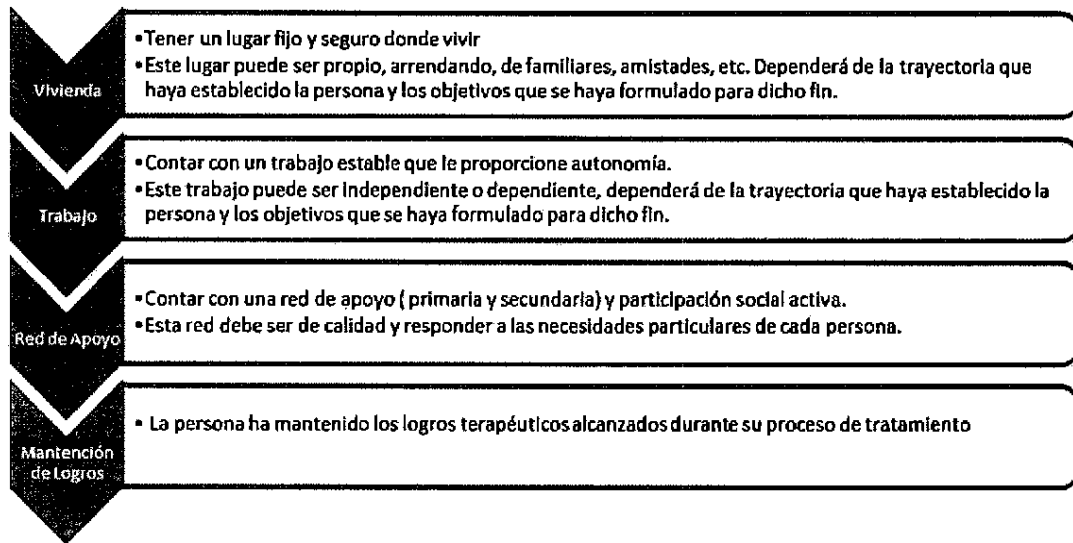 Vivienda
•Tener un lugar fijo y seguro donde vivir
•Este lugar puede ser propio, arrendando, de familiares, amistades, etc. Dependerá de la trayectoria que
haya establecido la persona y los objetivos que se haya formulado para dicho fin.
Trabajo
•Contar con un trabajo estable que le proporcione autonomía.
•Este trabajo puede ser independiente o dependiente, dependerá de la trayectoria que haya establecido la
persona y los objetivos que se haya formulado para dicho fin.
Red de Apoyo
•Contar con una red de apoyo ( primaria y secundaria) y participación social activa.
•Esta red debe ser de calidad y responder a las necesidades particulares de cada persona.
Mantención
de Logros
• La persona ha mantenido los logros terapéuticos alcanzados durante su proceso de tratamiento